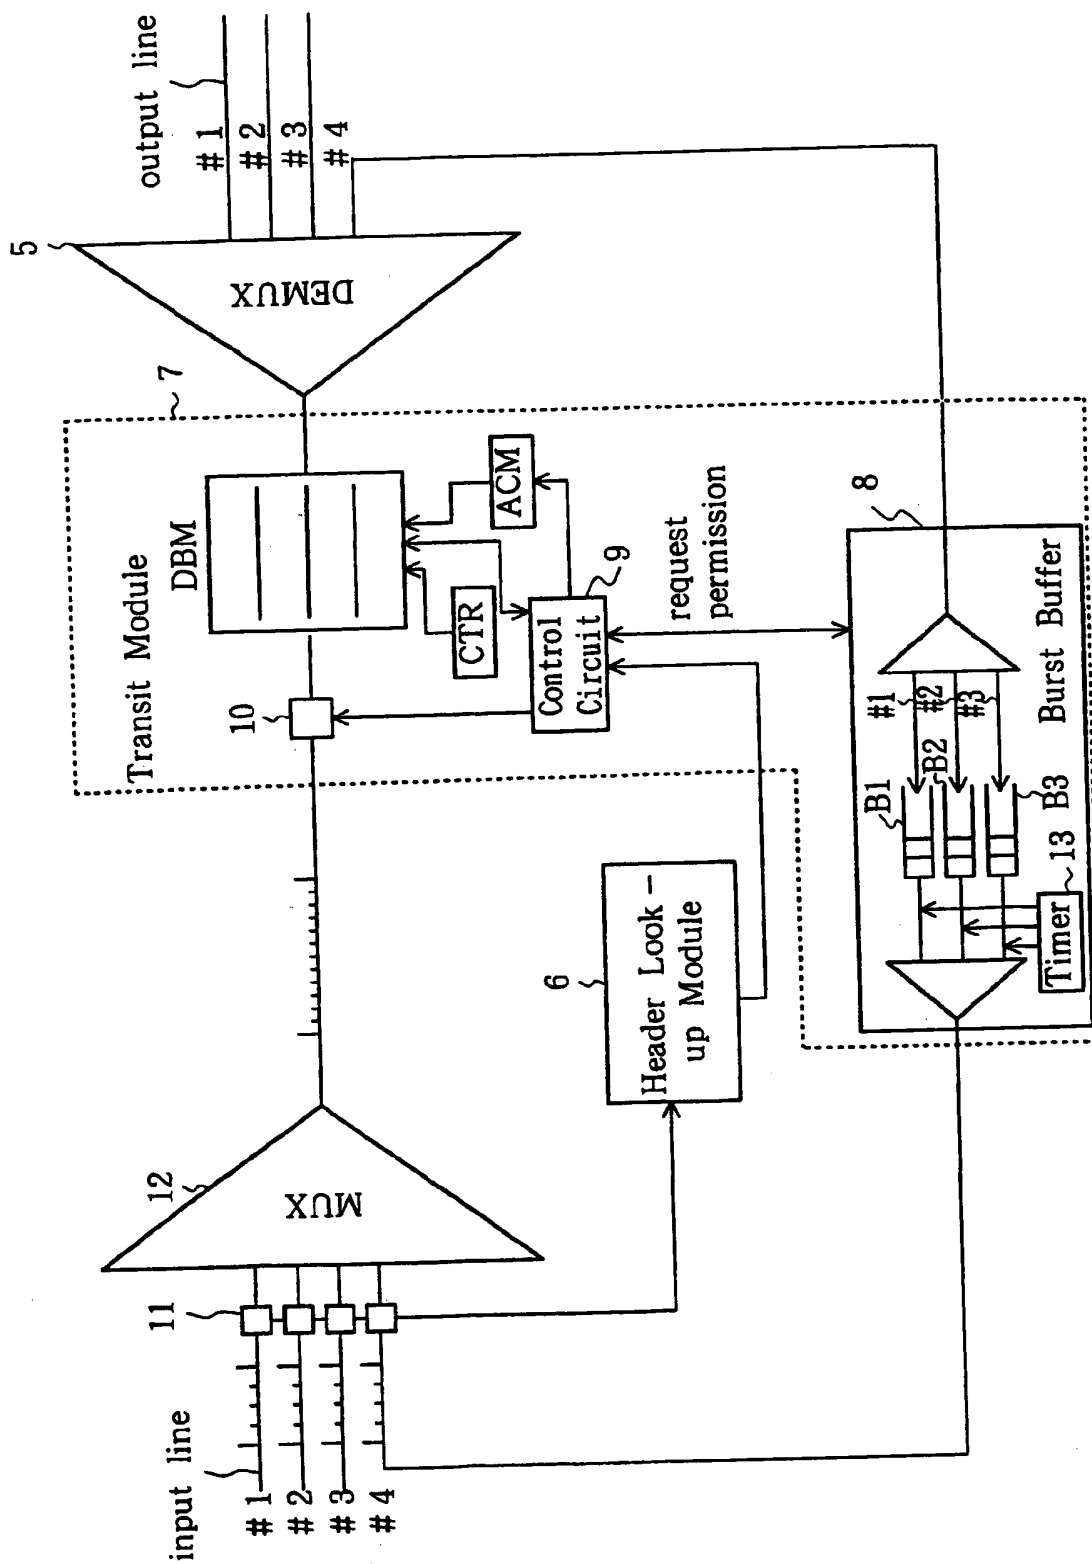 input line
#1
#2
#3
#4
11
12
MUX
6
Header Look-
up Module
Transit Module
7
10
DBM
CTR
ACM
Control
Circuit
9
request
permission
5
DEMUX
output line
#1
#2
#3
#4
8
Burst Buffer
B1
B2
B3
#1
#2
#3
13
Timer